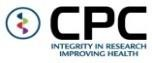 CPC
INTEGRITY IN RESEARCH
IMPROVING HEALTH